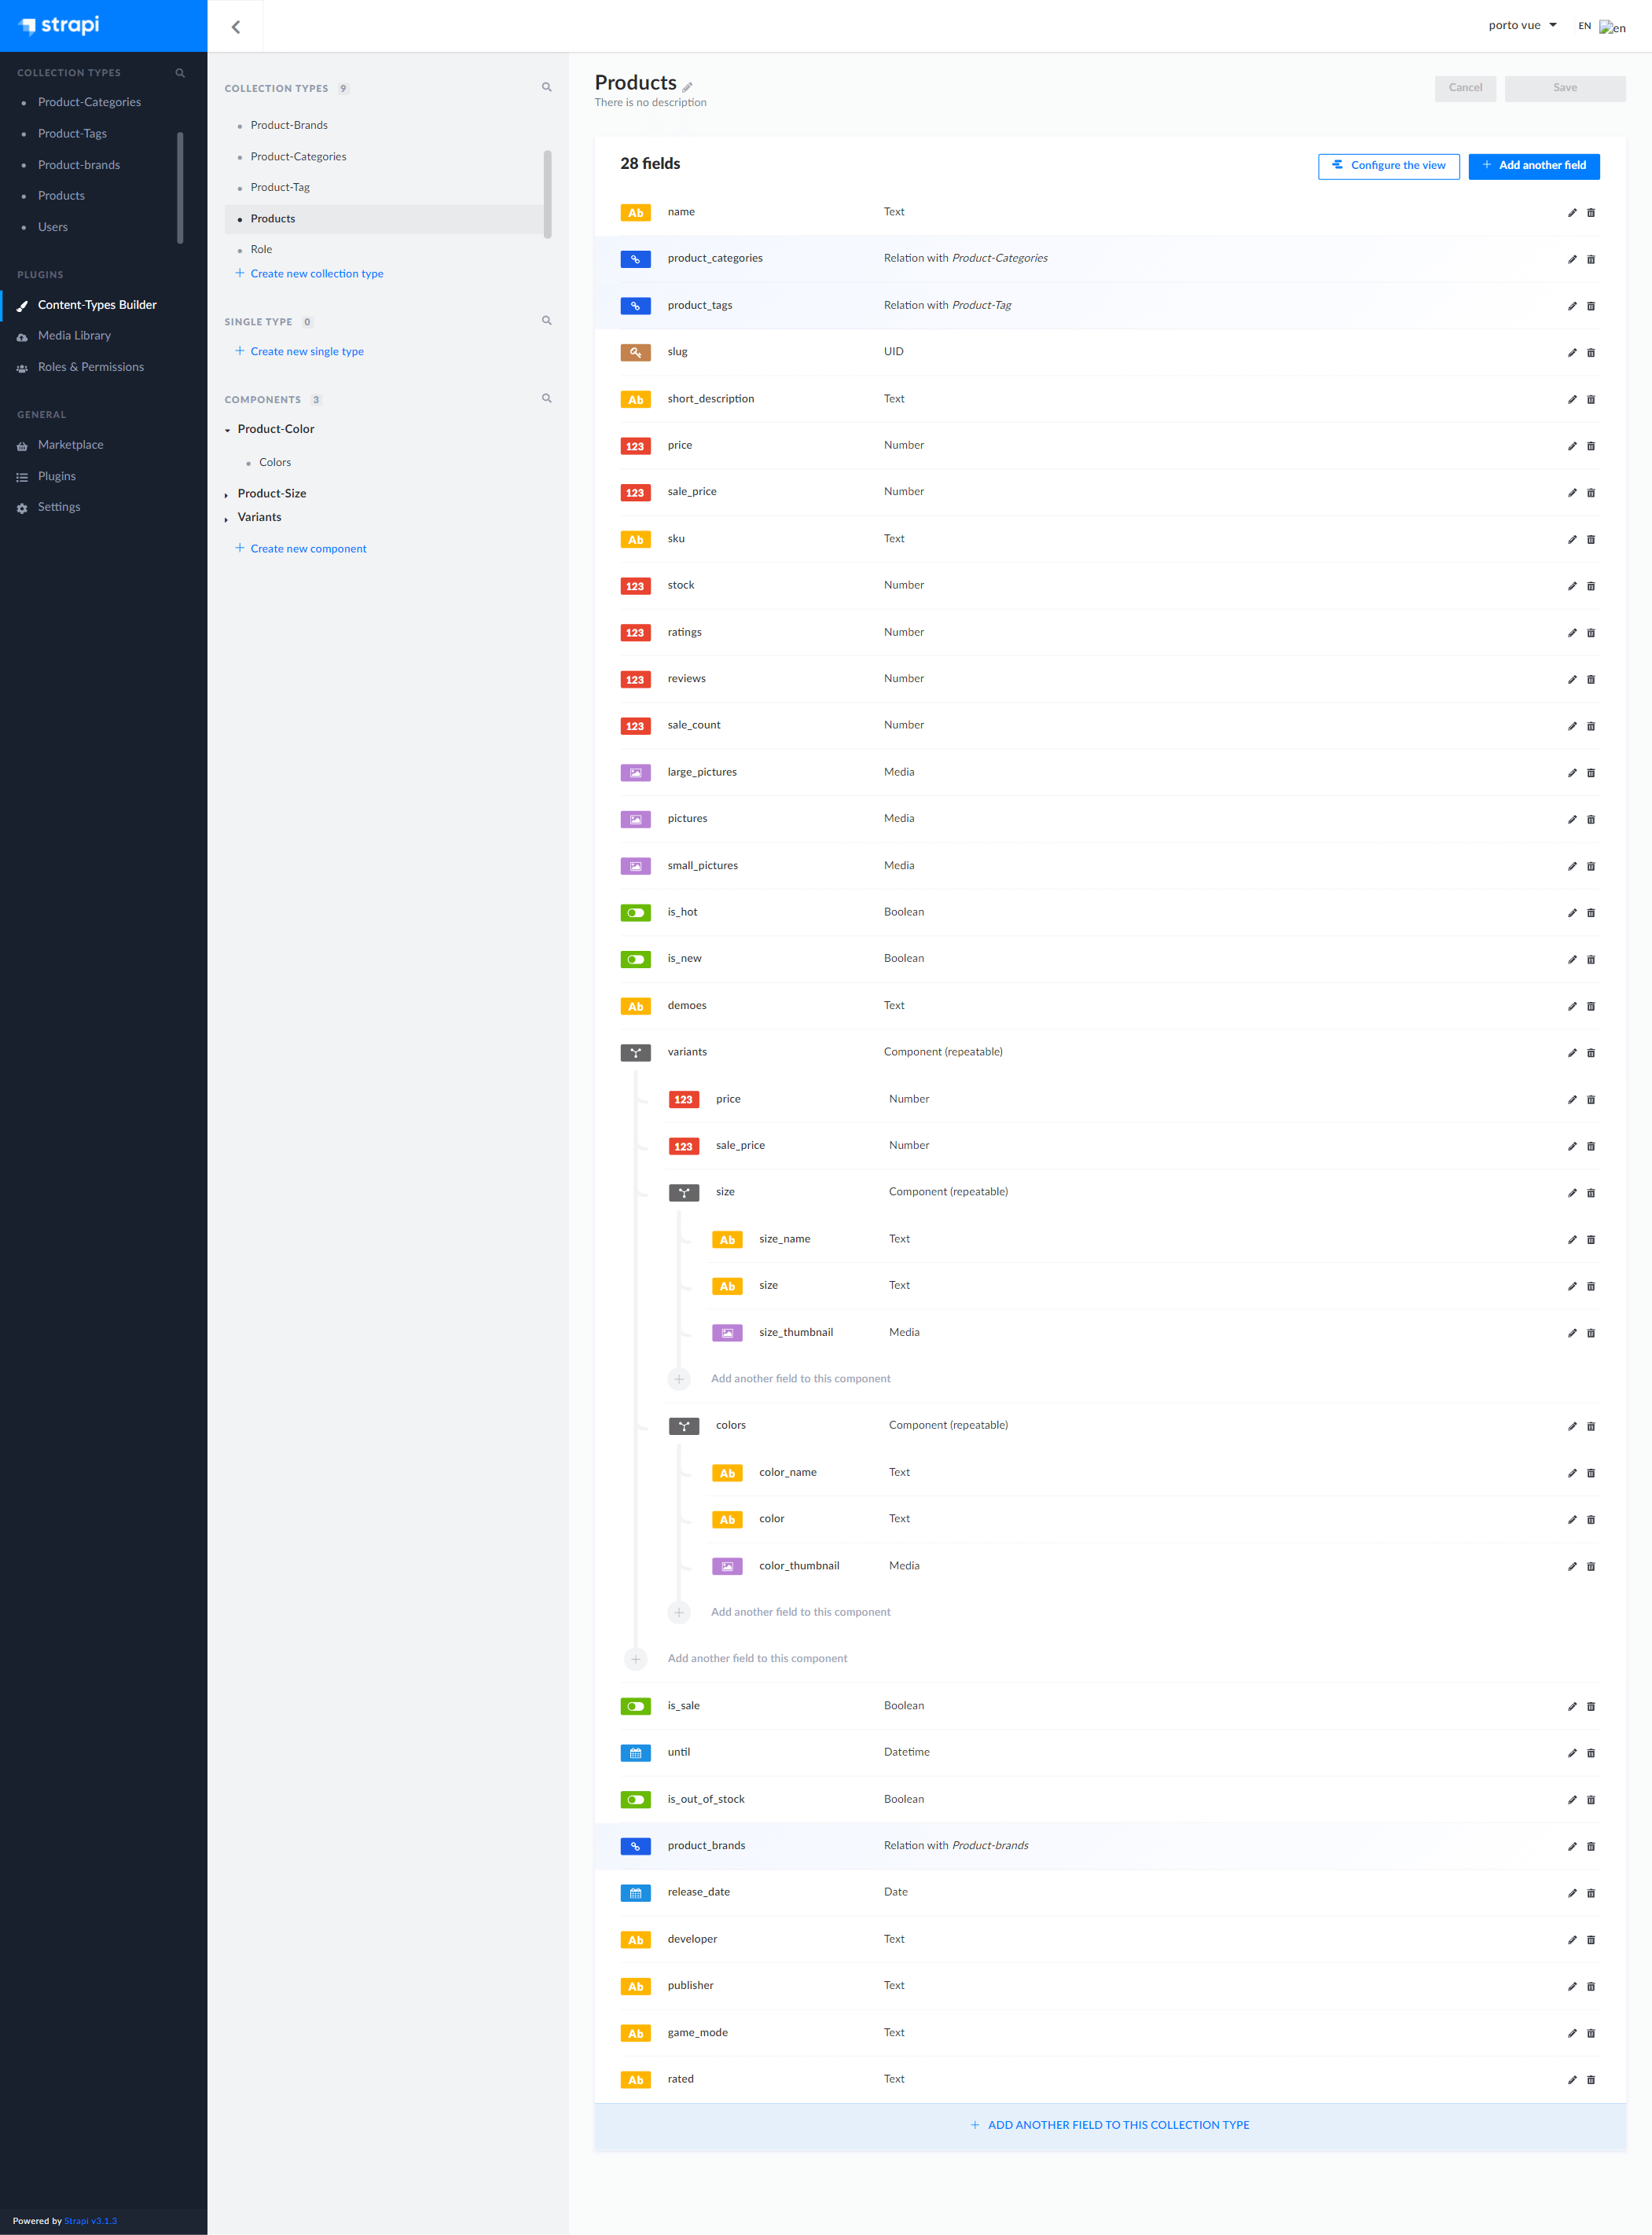 strapi
porto vue
EN
en
COLLECTION TYPES
Product-Categories
Product-Tags
Product-brands
Products
Users
PLUGINS
Content-Types Builder
Media Library
Roles & Permissions
GENERAL
Marketplace
Plugins
Settings
Powered by Strapi v3.1.3
COLLECTION TYPES 9
Product-Brands
Product-Categories
Product-Tag
Products
Role
Create new collection type
SINGLE TYPE 0
Create new single type
COMPONENTS 3
Product-Color
Colors
Product-Size
Variants
Create new component
Products
There is no description
Cancel
Save
28 fields
Configure the view
Add another field
Ab name Text
product_categories Relation with Product-Categories
product_tags Relation with Product-Tag
slug UID
Ab short_description Text
123 price Number
123 sale_price Number
Ab sku Text
123 stock Number
123 ratings Number
123 reviews Number
123 sale_count Number
large_pictures Media
pictures Media
small_pictures Media
is_hot Boolean
is_new Boolean
Ab demoes Text
variants Component (repeatable)
123 price Number
123 sale_price Number
size Component (repeatable)
Ab size_name Text
Ab size Text
size_thumbnail Media
Add another field to this component
colors Component (repeatable)
Ab color_name Text
Ab color Text
color_thumbnail Media
Add another field to this component
Add another field to this component
is_sale Boolean
until Datetime
is_out_of_stock Boolean
product_brands Relation with Product-brands
release_date Date
Ab developer Text
Ab publisher Text
Ab game_mode Text
Ab rated Text
ADD ANOTHER FIELD TO THIS COLLECTION TYPE